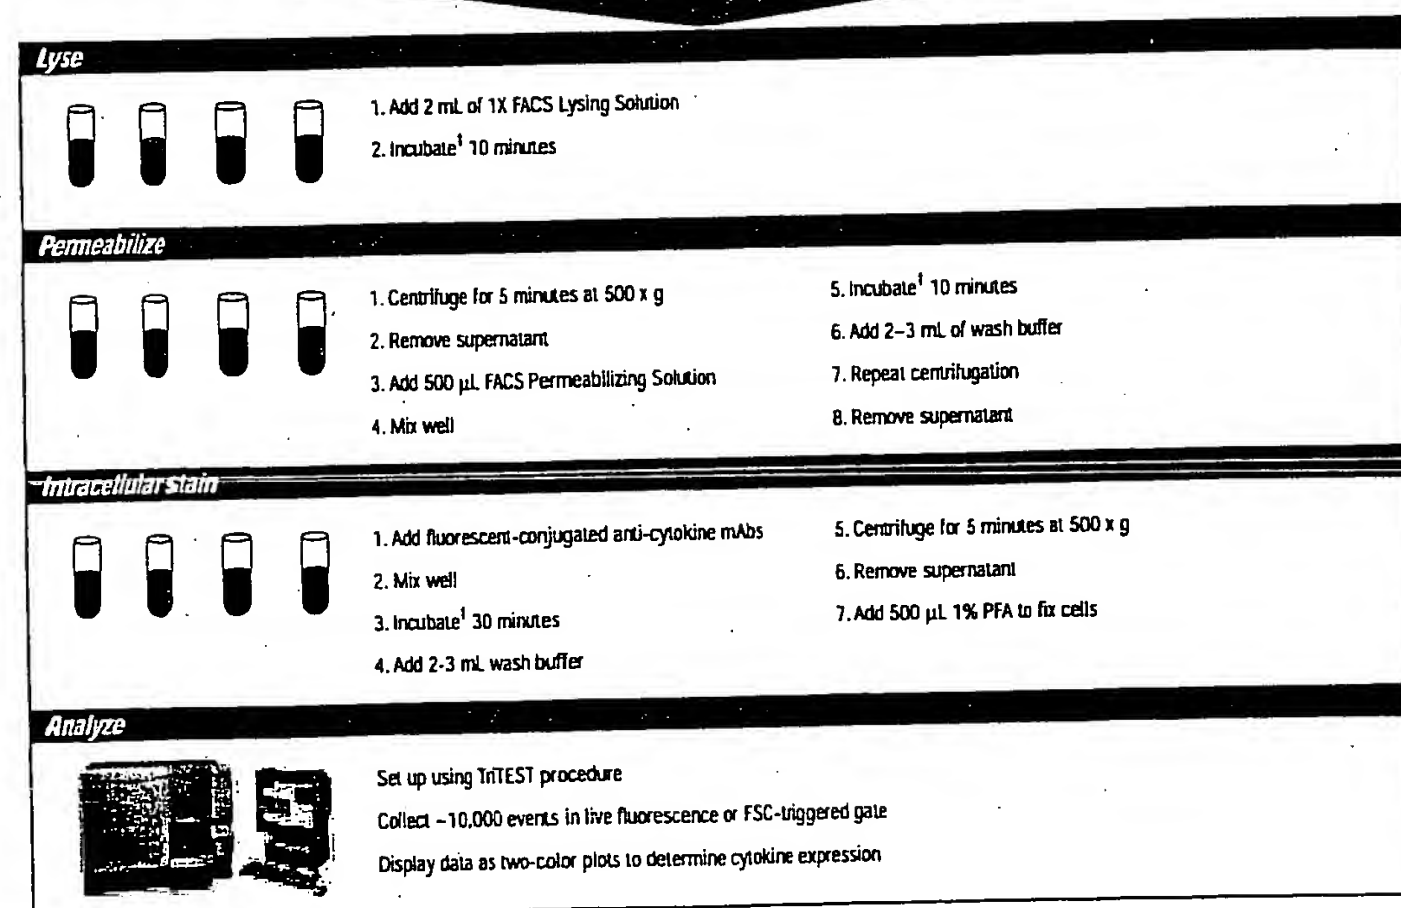 Lyse
1. Add 2 mL of 1X FACS Lysing Solution
2. Incubate† 10 minutes
Permeabilize
1. Centrifuge for 5 minutes at 500 x g
2. Remove supernatant
3. Add 500 µL FACS Permeabilizing Solution
4. Mix well
5. Incubate† 10 minutes
6. Add 2–3 mL of wash buffer
7. Repeat centrifugation
8. Remove supernatant
Intracellular stain
1. Add fluorescent-conjugated anti-cytokine mAbs
2. Mix well
3. Incubate† 30 minutes
4. Add 2-3 mL wash buffer
5. Centrifuge for 5 minutes at 500 x g
6. Remove supernatant
7. Add 500 µL 1% PFA to fix cells
Analyze
Set up using TriTEST procedure
Collect ~10,000 events in live fluorescence or FSC-triggered gate
Display data as two-color plots to determine cytokine expression